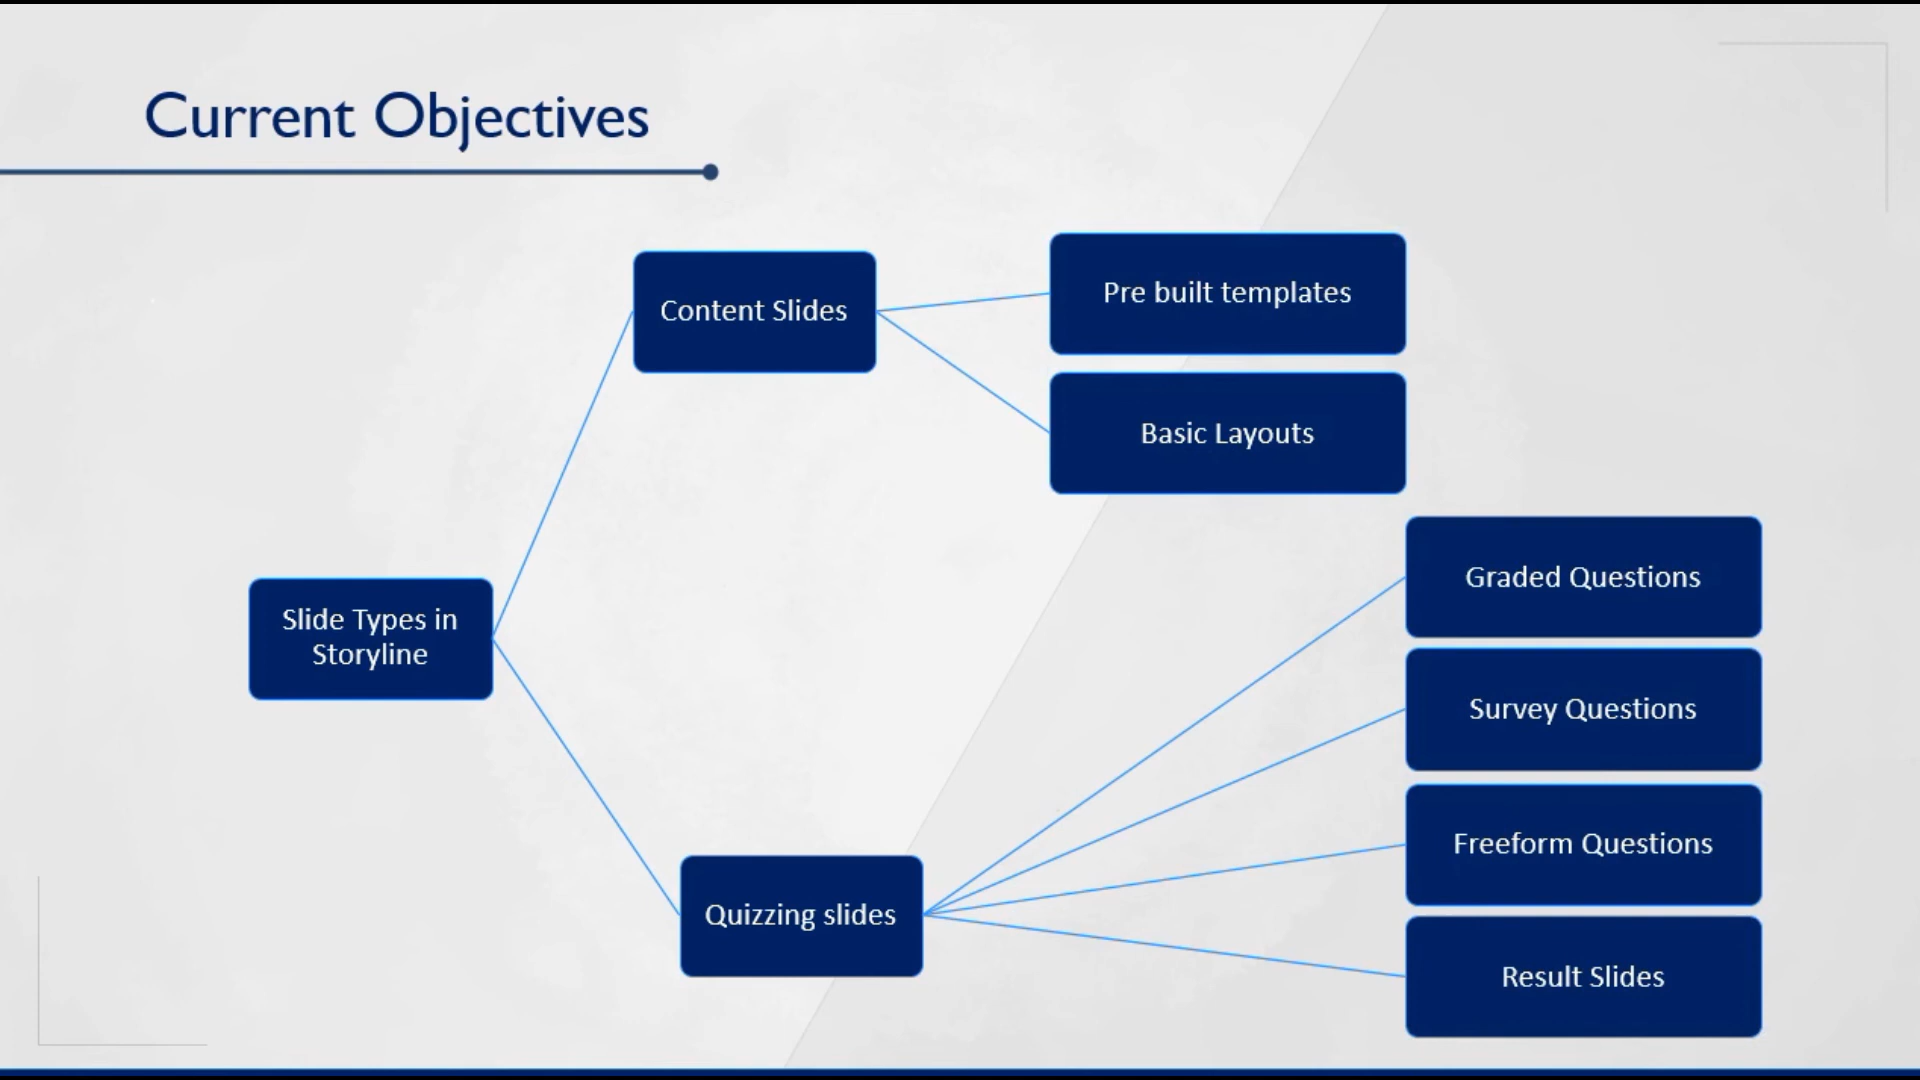 Current Objectives
Content Slides
Pre built templates
Basic Layouts
Slide Types in
Storyline
Quizzing slides
Graded Questions
Survey Questions
Freeform Questions
Result Slides